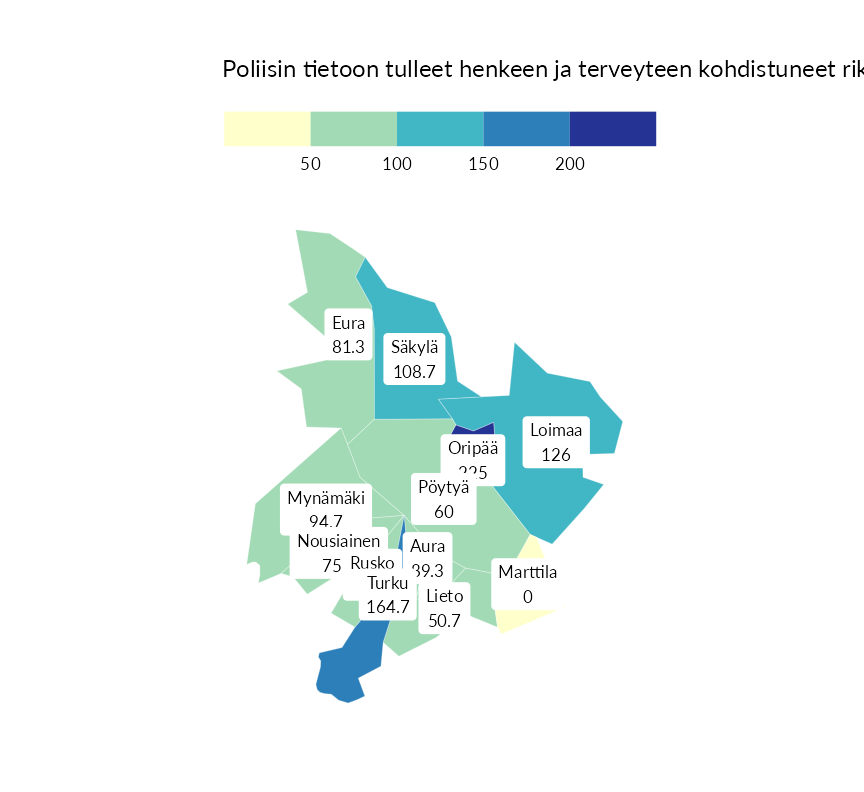 Poliisin tietoon tulleet henkeen ja terveyteen kohdistuneet rik
50 100 150 200
Eura
81.3
Säkylä
108.7
Loimaa
126
Oripää
225
Pöytyä
60
Mynämäki
94.7
Nousiainen
75
Rusko
Aura
89.3
Turku
164.7
Lieto
50.7
Marttila
0